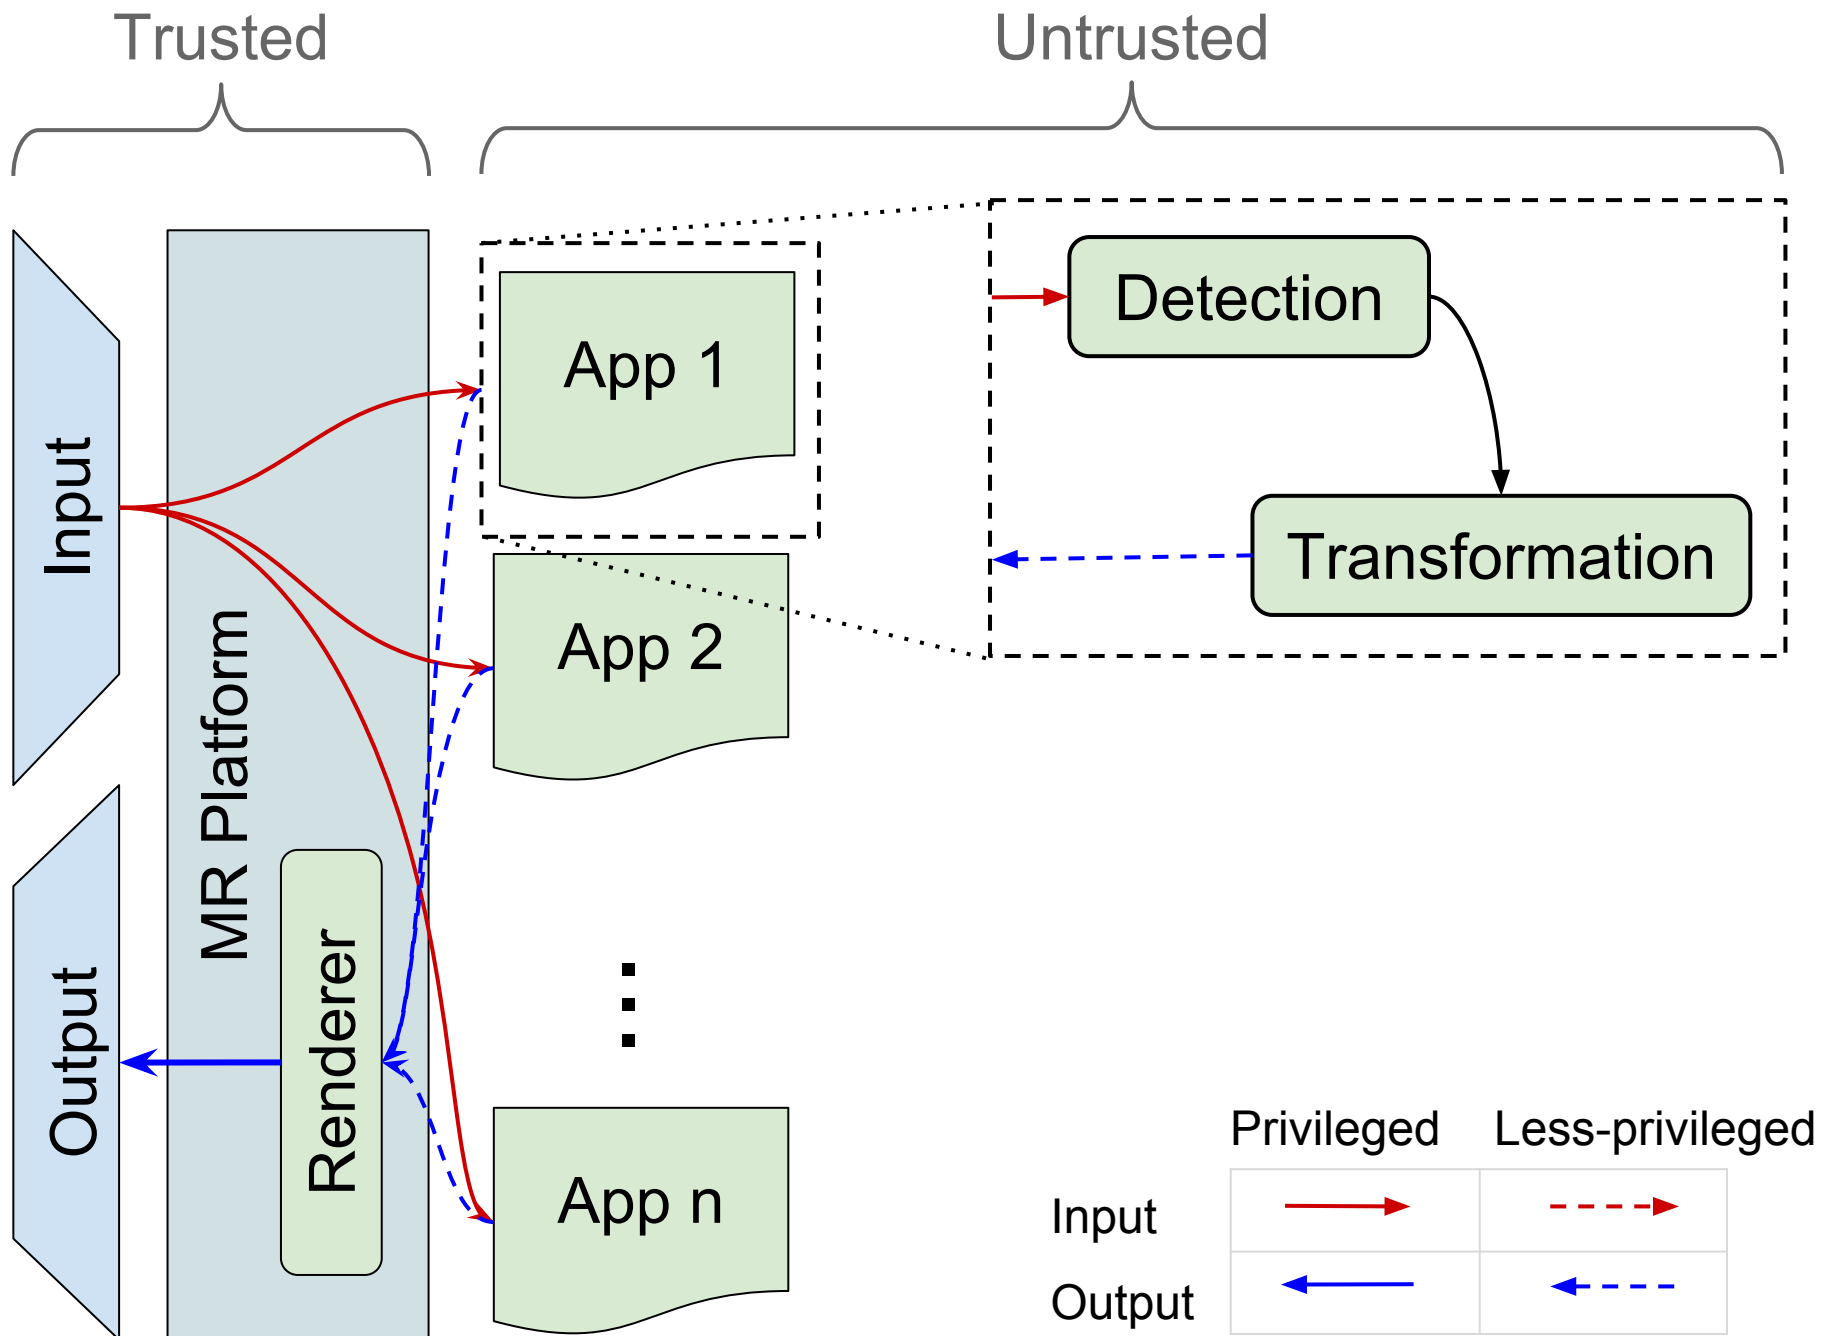 Trusted
Untrusted
Input
MR Platform
Output
Renderer
App 1
App 2
App n
Detection
Transformation
Privileged Less-privileged
Input
Output